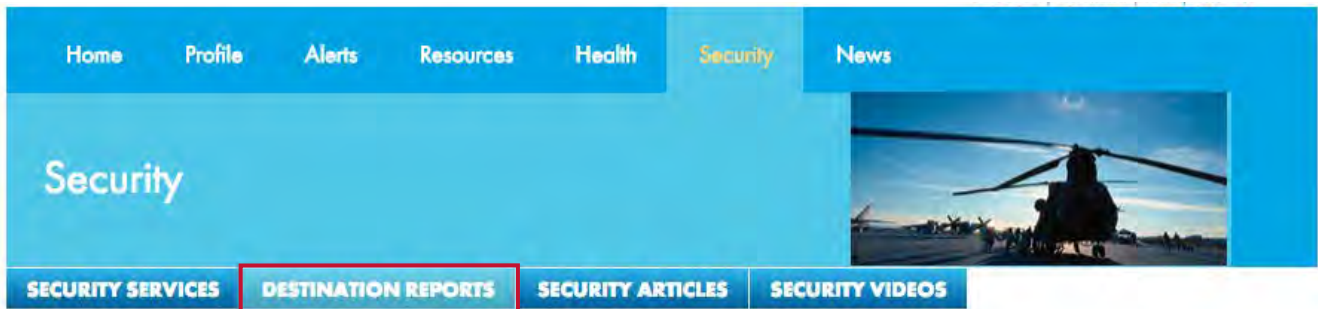 Home Profile Alerts Resources Health Security News
Security
SECURITY SERVICES DESTINATION REPORTS SECURITY ARTICLES SECURITY VIDEOS